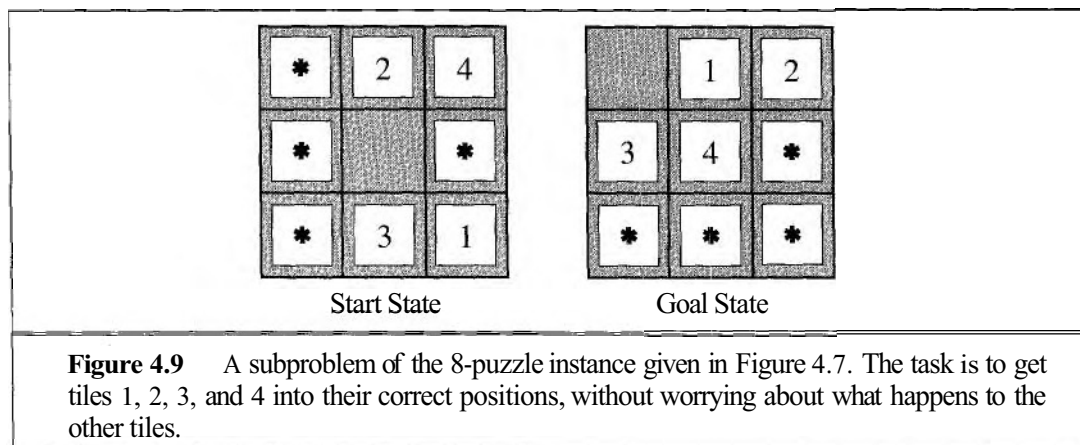 * 2 4 1 2
* * 3 4 *
* 3 1 * * *
Start State Goal State
Figure 4.9 A subproblem of the 8-puzzle instance given in Figure 4.7. The task is to get
tiles 1, 2, 3, and 4 into their correct positions, without worrying about what happens to the
other tiles.